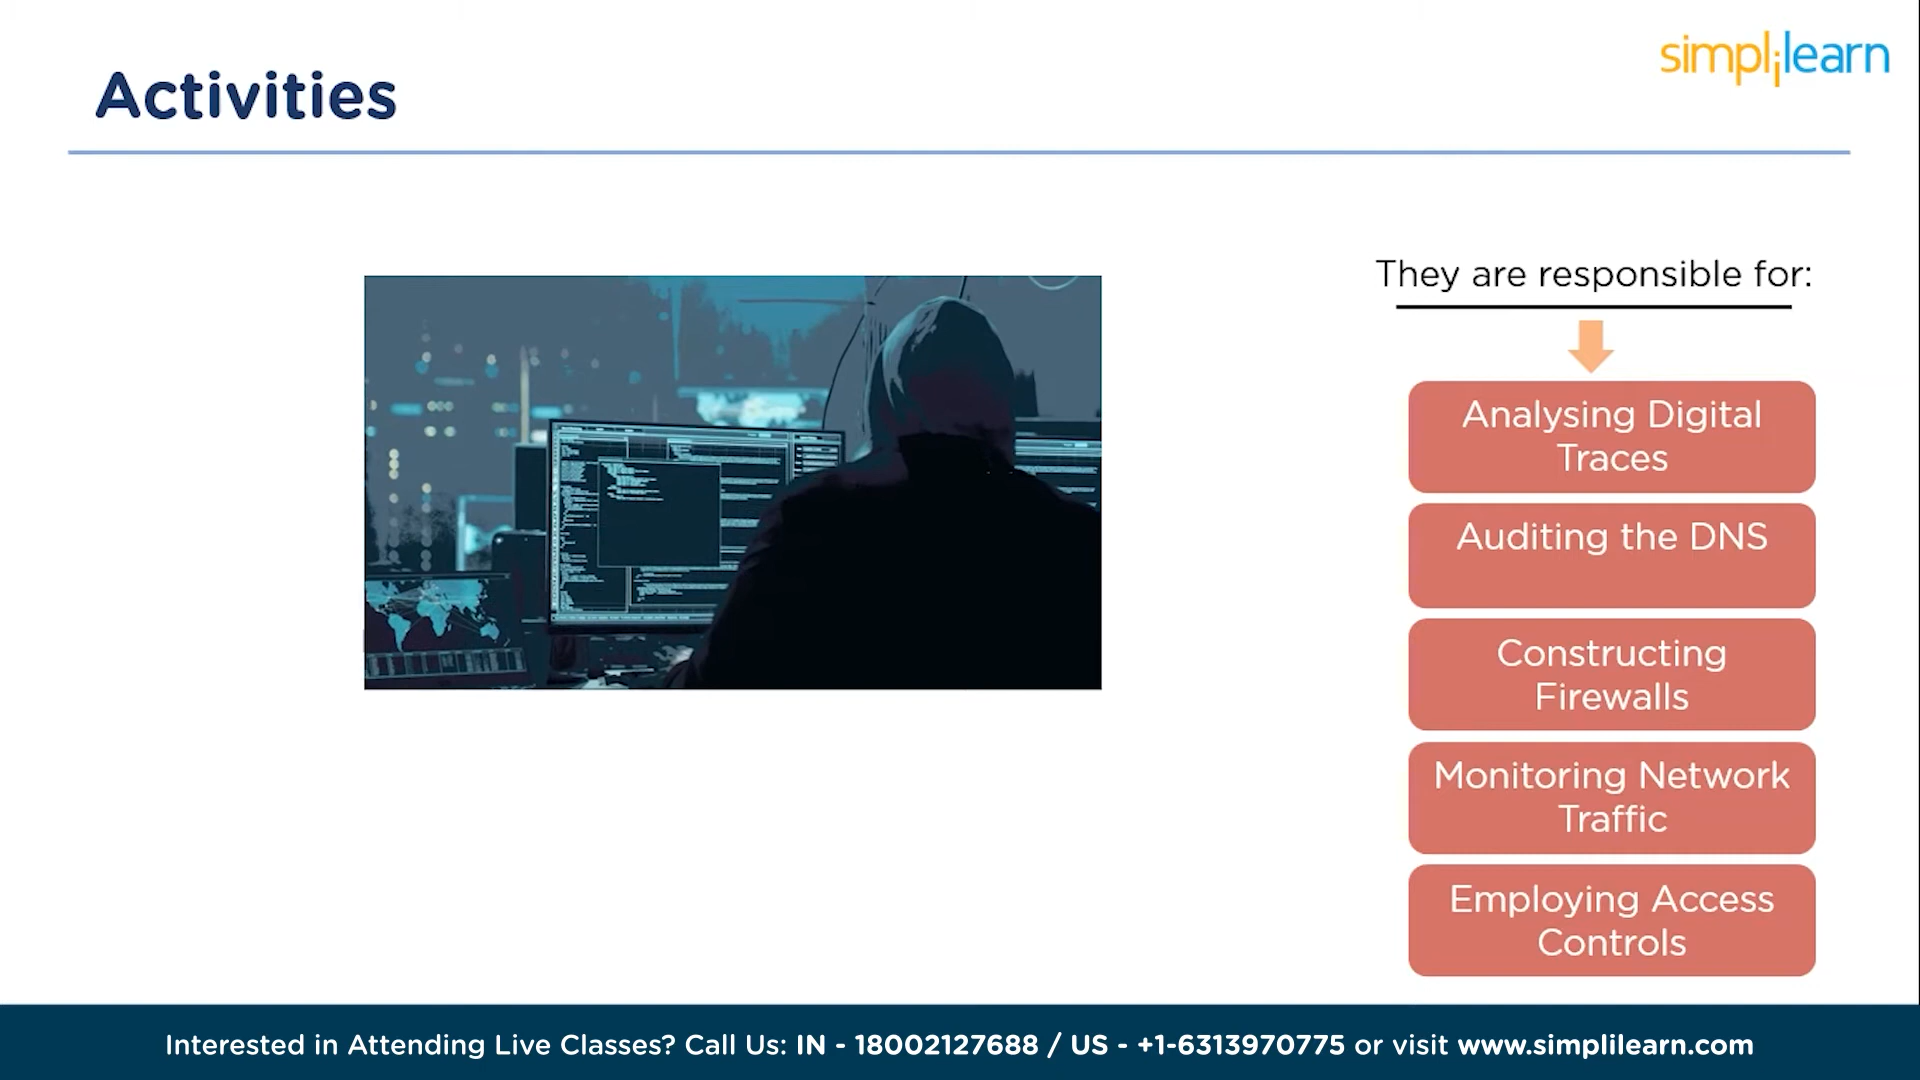 simplilearn
Activities
They are responsible for:
Analysing Digital
Traces
Auditing the DNS
Constructing
Firewalls
Monitoring Network
Traffic
Employing Access
Controls
Interested in Attending Live Classes? Call Us: IN - 18002127688 / US - +1-6313970775 or visit www.simplilearn.com